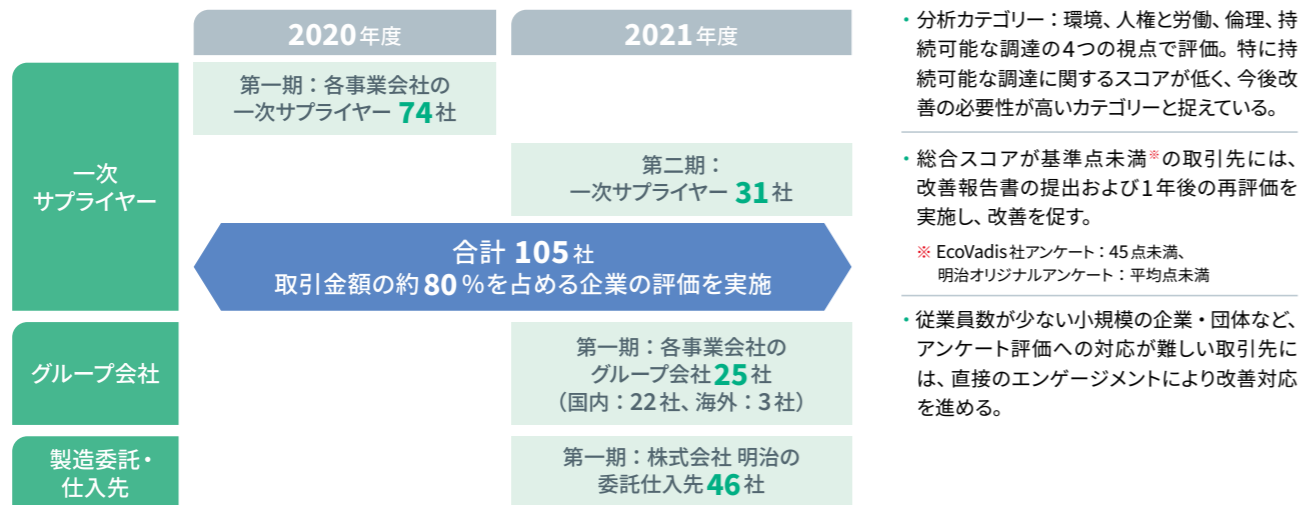 2020年度
2021年度
一次
サプライヤー
第一期：各事業会社の
一次サプライヤー 74社
第二期：
一次サプライヤー 31社
合計 105社
取引金額の約80％を占める企業の評価を実施
グループ会社
第一期：各事業会社の
グループ会社25社
（国内：22社、海外：3社）
製造委託・
仕入先
第一期：株式会社 明治の
委託仕入先46社
・分析カテゴリー：環境、人権と労働、倫理、持
続可能な調達の4つの視点で評価。特に持
続可能な調達に関するスコアが低く、今後改
善の必要性が高いカテゴリーと捉えている。
・総合スコアが基準点未満※の取引先には、
改善報告書の提出および1年後の再評価を
実施し、改善を促す。
※ EcoVadis社アンケート：45点未満、
明治オリジナルアンケート：平均点未満
・従業員数が少ない小規模の企業・団体など、
アンケート評価への対応が難しい取引先に
は、直接のエンゲージメントにより改善対応
を進める。